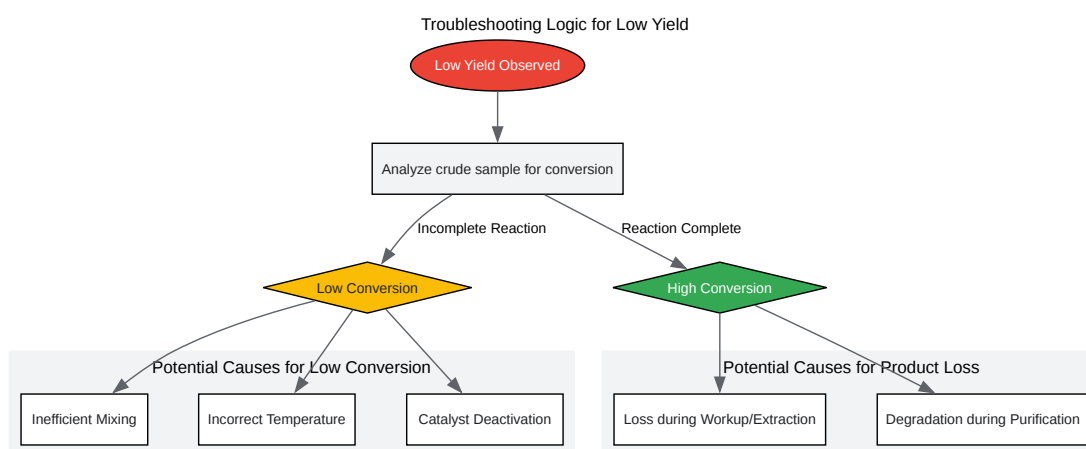 Troubleshooting Logic for Low Yield
Low Yield Observed
Analyze crude sample for conversion
Incomplete Reaction
Reaction Complete
Low Conversion
High Conversion
Potential Causes for Low Conversion
Potential Causes for Product Loss
Inefficient Mixing
Incorrect Temperature
Catalyst Deactivation
Loss during Workup/Extraction
Degradation during Purification